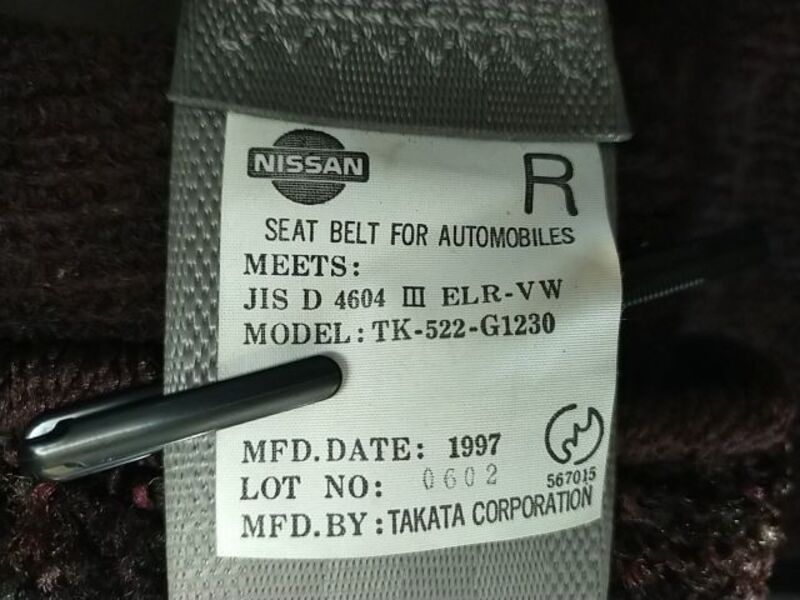 NISSAN
R
SEAT BELT FOR AUTOMOBILES
MEETS:
JIS D 4604 III ELR-VW
MODEL: TK-522-G1230
MFD.DATE: 1997
LOT NO: 0602
567015
MFD.BY: TAKATA CORPORATION